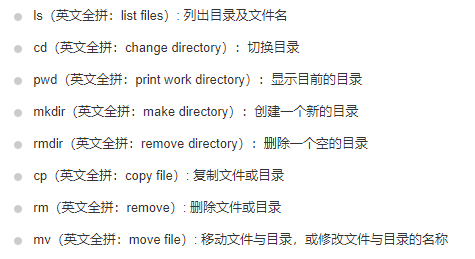 ls（英文全拼：list files）: 列出目录及文件名
cd（英文全拼：change directory）：切换目录
pwd（英文全拼：print work directory）：显示目前的目录
mkdir（英文全拼：make directory）：创建一个新的目录
rmdir（英文全拼：remove directory）：删除一个空的目录
cp（英文全拼：copy file）: 复制文件或目录
rm（英文全拼：remove）: 删除文件或目录
mv（英文全拼：move file）: 移动文件与目录，或修改文件与目录的名称